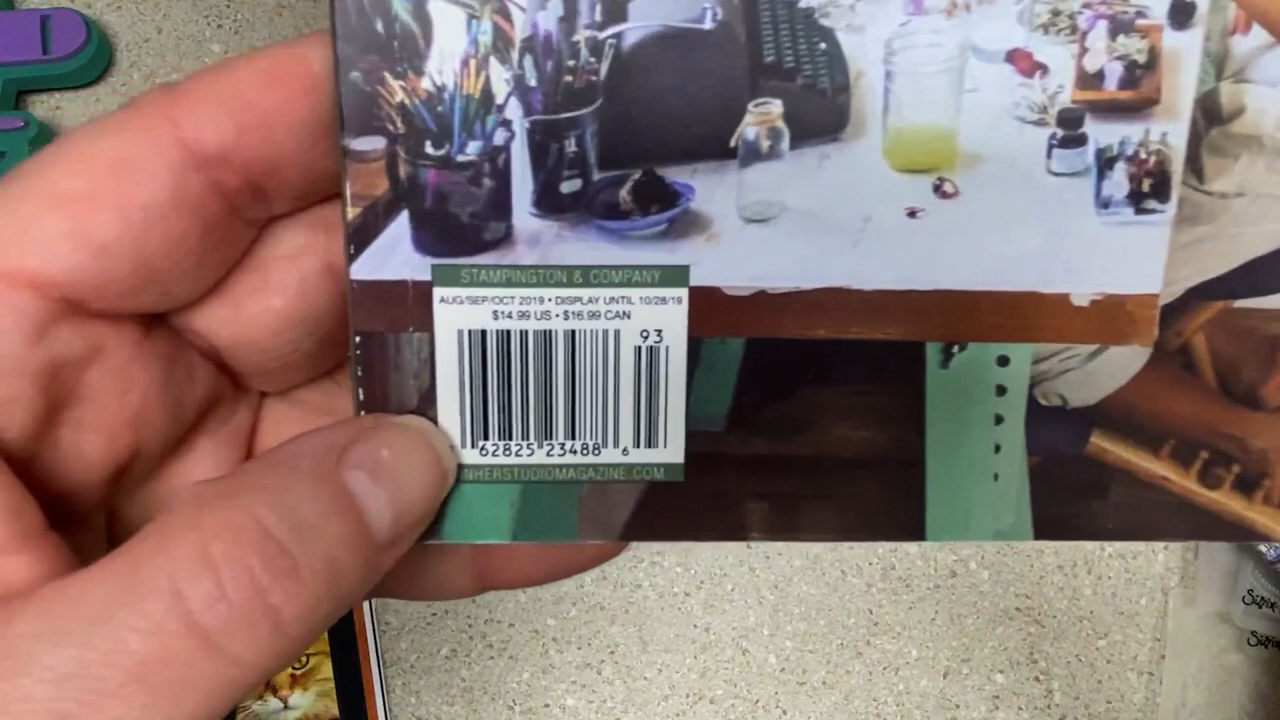 STAMPINGTON & COMPANY
AUG/SEP/OCT 2019 • DISPLAY UNTIL 10/28/19
$14.99 US • $16.99 CAN
93
62825 23488 6
NHERSTUDIOMAGAZINE.COM